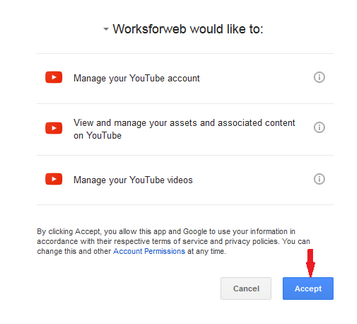 Worksforweb would like to:
Manage your YouTube account
View and manage your assets and associated content
on YouTube
Manage your YouTube videos
By clicking Accept, you allow this app and Google to use your information in
accordance with their respective terms of service and privacy policies. You can
change this and other Account Permissions at any time.
Cancel
Accept